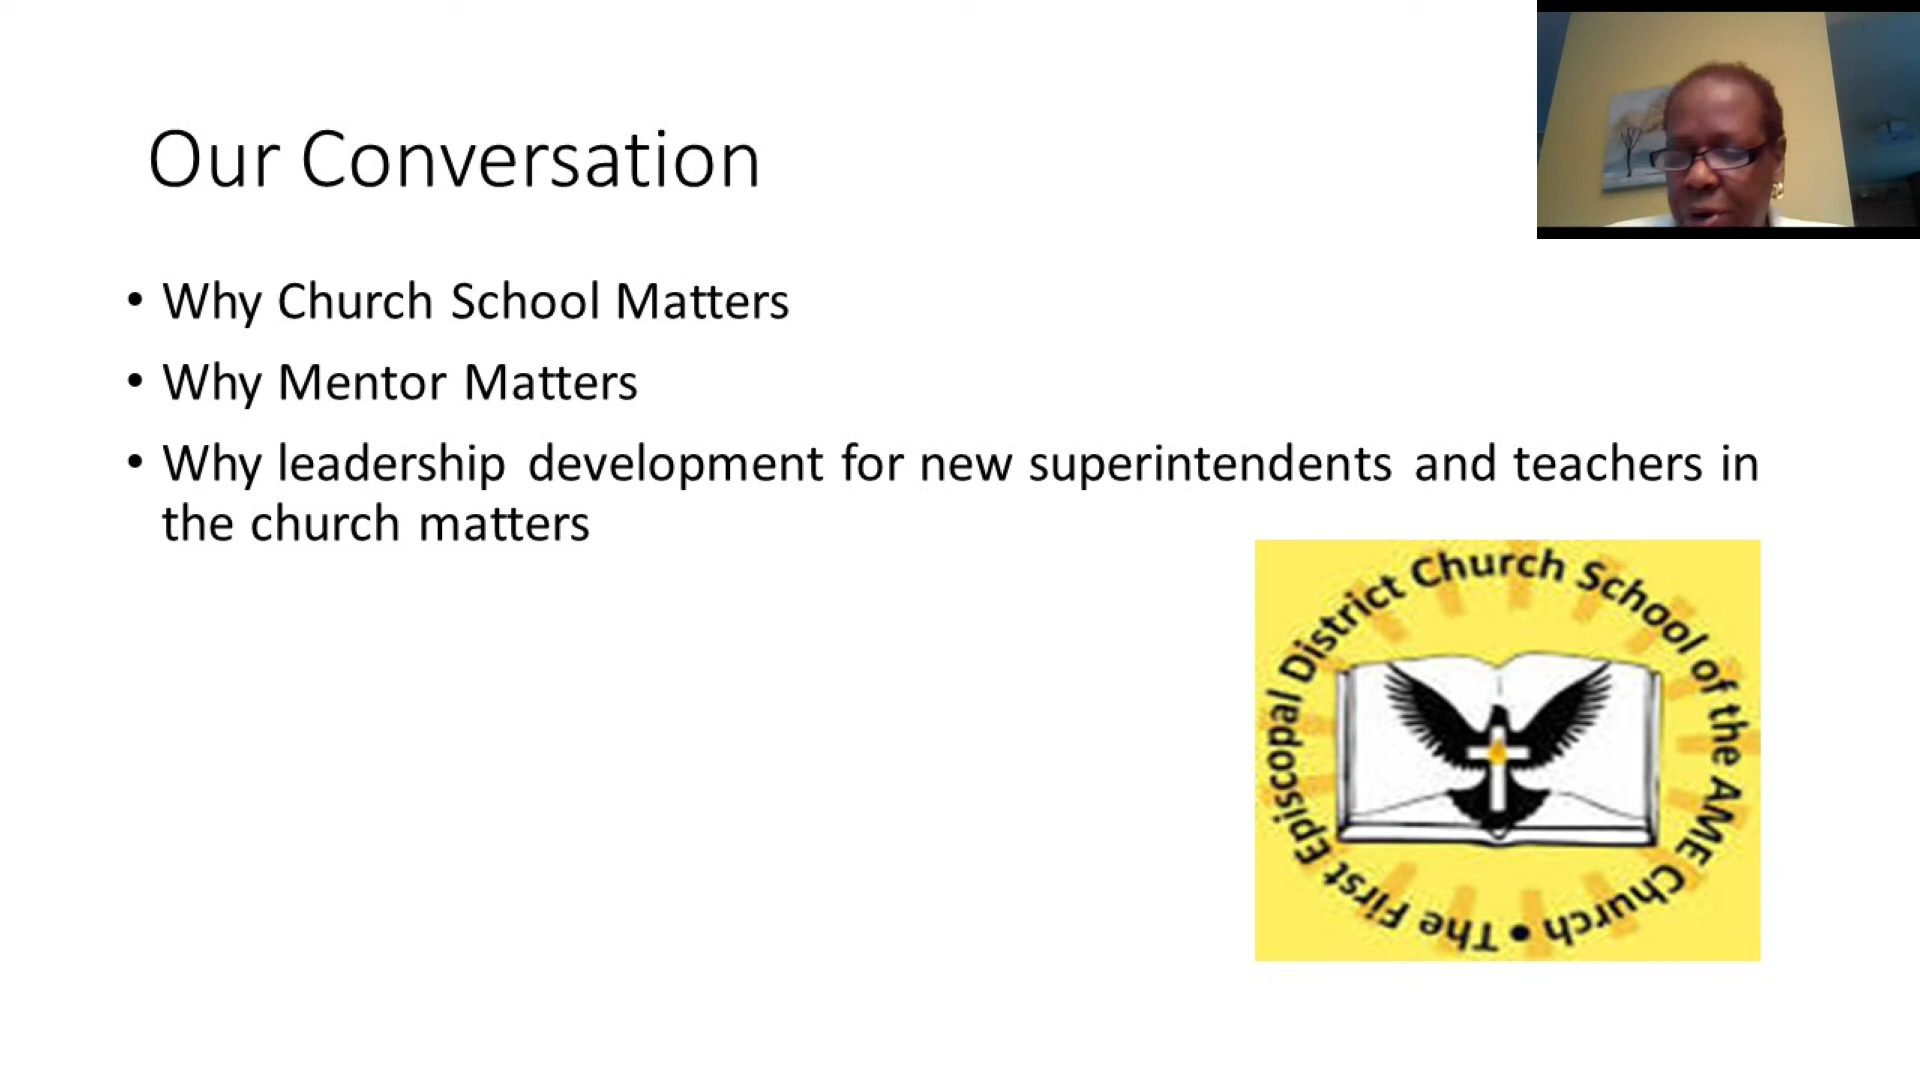 Our Conversation
• Why Church School Matters
• Why Mentor Matters
• Why leadership development for new superintendents and teachers in
the church matters
The First Episcopal District Church School of the AME Church •